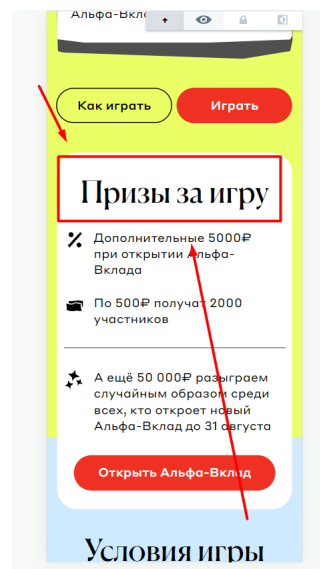 Альфа-Вкл
Как играть
Играть
Призы за игру
Дополнительные 5000₽
при открытии Альфа-
Вклада
По 500₽ получат 2000
участников
А ещё 50 000₽ разыграем
случайным образом среди
всех, кто откроет новый
Альфа-Вклад до 31 августа
Открыть Альфа-Вклад
Условия игры